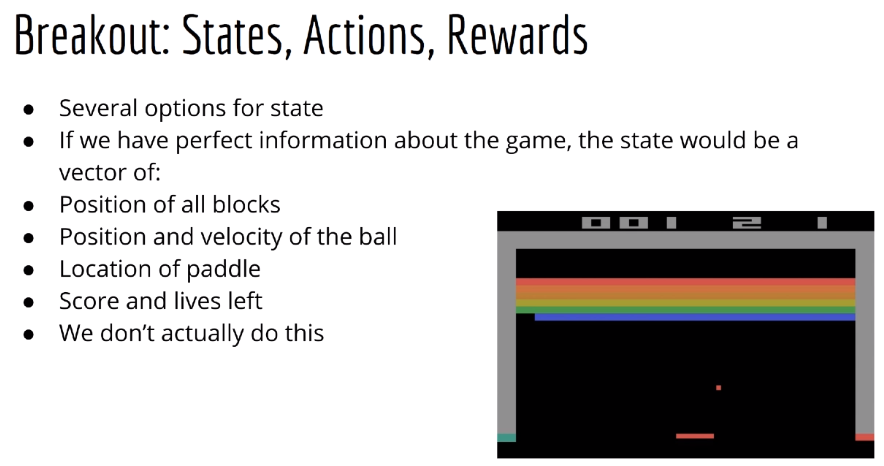 Breakout: States, Actions, Rewards
● Several options for state
● If we have perfect information about the game, the state would be a
vector of:
● Position of all blocks
● Position and velocity of the ball
● Location of paddle
● Score and lives left
● We don’t actually do this
001 2 1